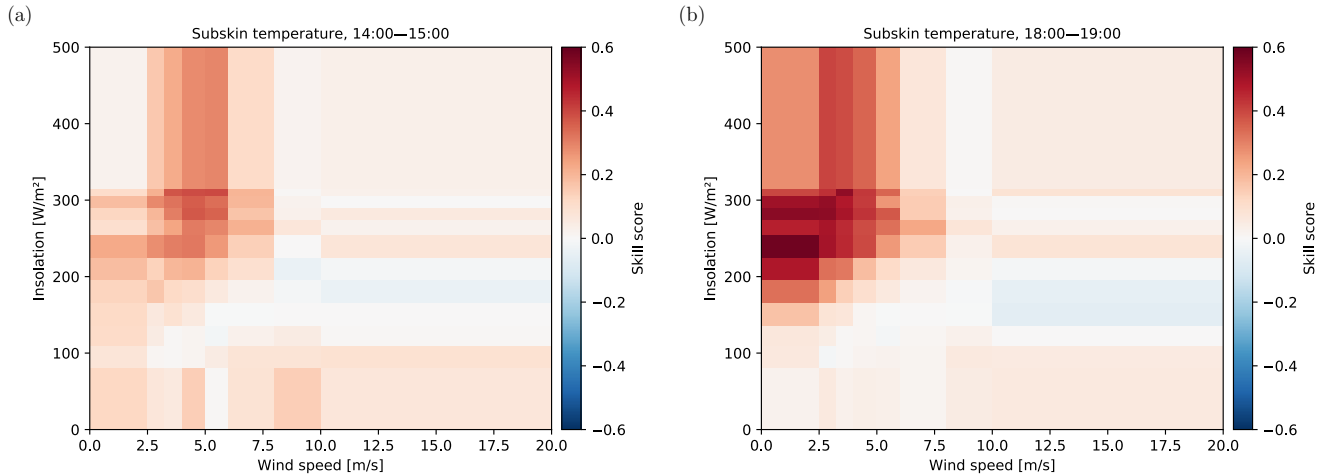 (a)
Subskin temperature, 14:00—15:00
500
400
300
200
100
0
Insolation [W/m²]
0.0 2.5 5.0 7.5 10.0 12.5 15.0 17.5 20.0
Wind speed [m/s]
0.6
0.4
0.2
0.0
−0.2
−0.4
−0.6
Skill score
(b)
Subskin temperature, 18:00—19:00
500
400
300
200
100
0
Insolation [W/m²]
0.0 2.5 5.0 7.5 10.0 12.5 15.0 17.5 20.0
Wind speed [m/s]
0.6
0.4
0.2
0.0
−0.2
−0.4
−0.6
Skill score